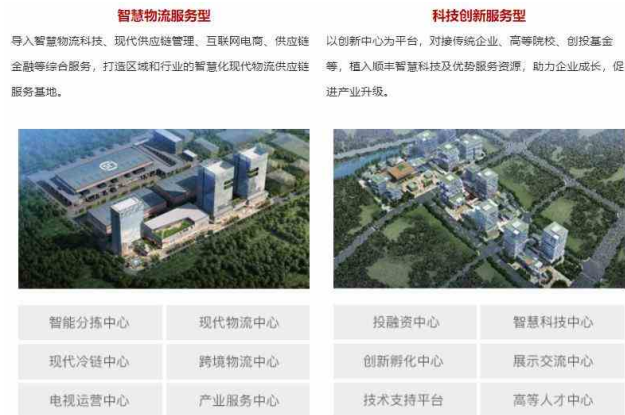 智慧物流服务型
导入智慧物流科技、现代供应链管理、互联网电商、供应链
金融等综合服务，打造区域和行业的智慧化现代物流供应链
服务基地。
智能分拣中心
现代物流中心
现代冷链中心
跨境物流中心
电视运营中心
产业服务中心
科技创新服务型
以创新中心为平台，对接传统企业、高等院校、创投基金
等，植入顺丰智慧科技及优势服务资源，助力企业成长，促
进产业升级。
投融资中心
智慧科技中心
创新孵化中心
展示交流中心
技术支持平台
高等人才中心